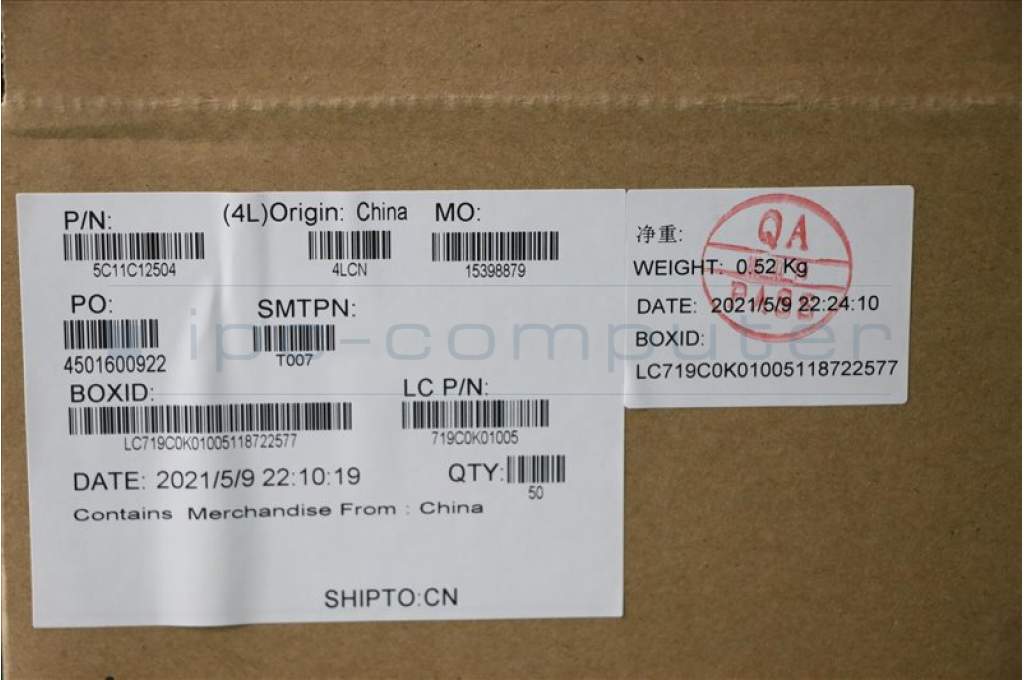 P/N: (4L)Origin: China MO:
5C11C12504 4LCN 15398879
PO: SMTPN:
4501600922 T007
BOXID: LC P/N:
LC719C0K01005118722577 719C0K01005
DATE: 2021/5/9 22:10:19 QTY:
50
Contains Merchandise From : China
SHIPTO:CN
净重:
WEIGHT: 0.52 Kg
DATE: 2021/5/9 22:24:10
BOXID:
LC719C0K01005118722577
QA
PASS
ipc-computer